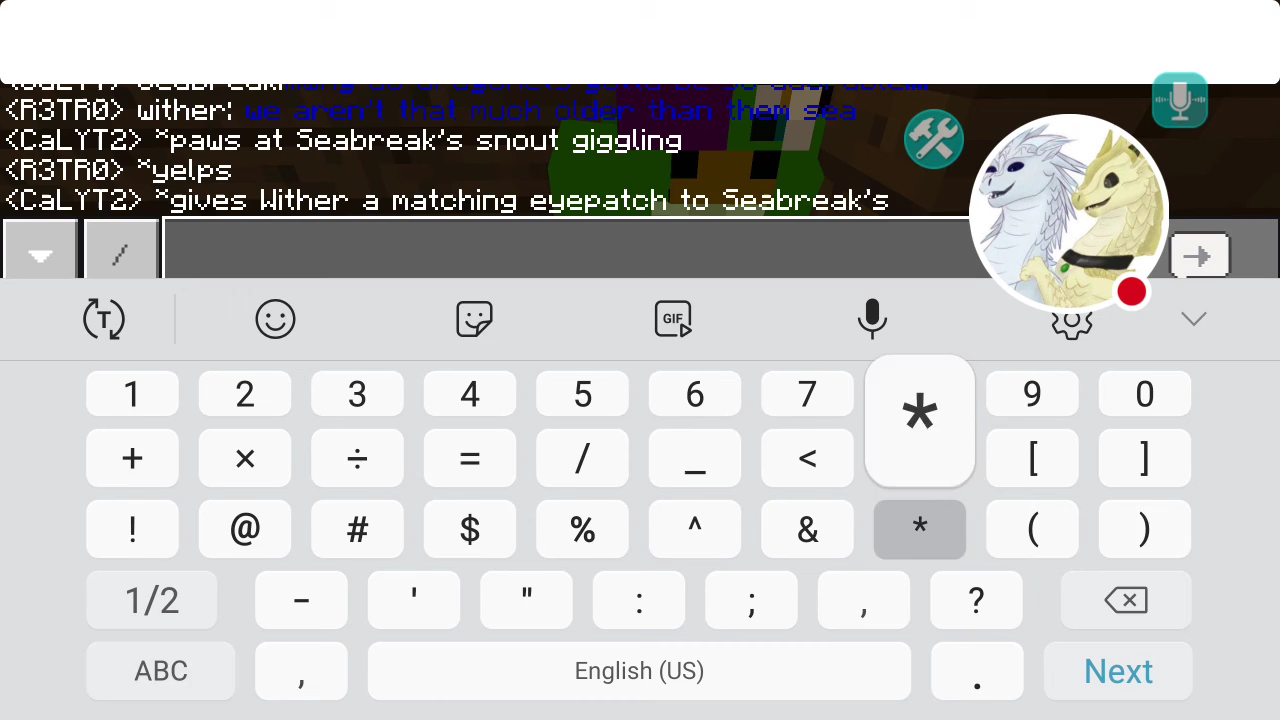 <R3TR0> wither: we aren't that much older than them sea
<CaLYT2> *paws at Seabreak's snout giggling
<R3TR0> *yelps
<CaLYT2> *gives Wither a matching eyepatch to Seabreak's
/
T GIF
1 2 3 4 5 6 7 * 9 0
+ × ÷ = / _ < [ ]
! @ # $ % ^ & * ( )
1/2 - ' " : ; , ?
ABC , English (US) . Next